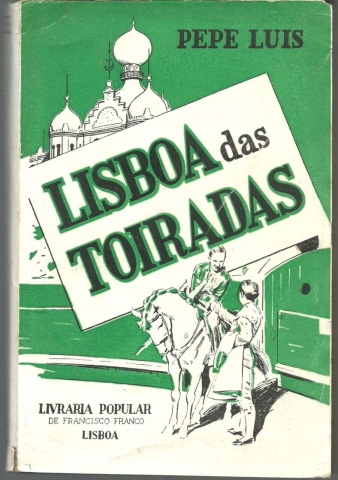 PEPE LUIS
LISBOA das
TOIRADAS
LIVRARIA POPULAR
DE FRANCISCO FRANCO
LISBOA